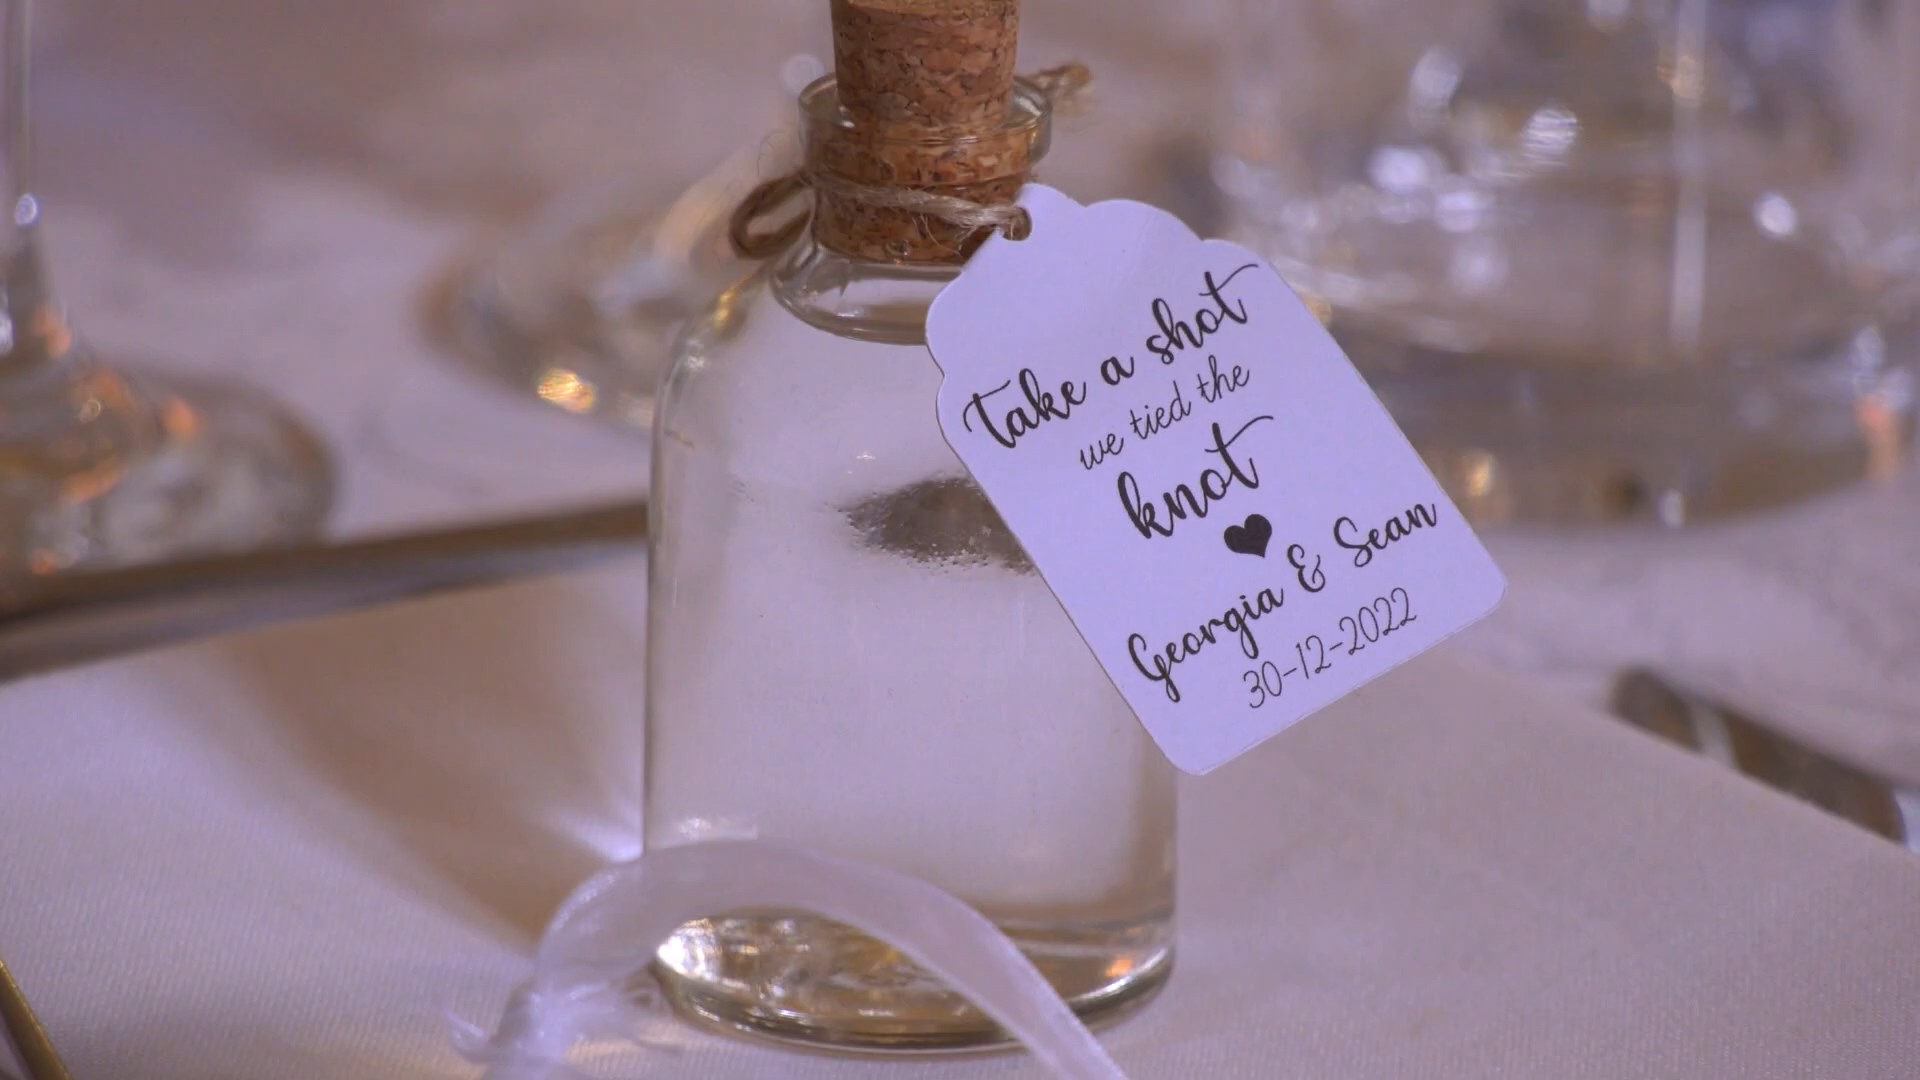 Take a shot
we tied the
knot
Georgia & Sean
30-12-2022